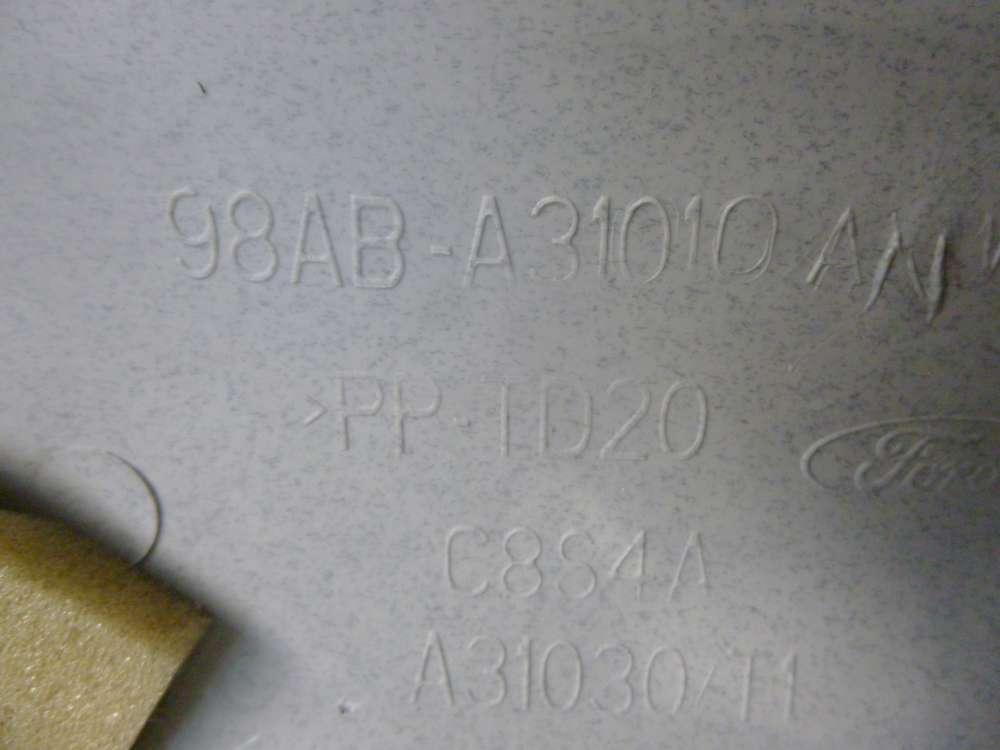 98AB-A31010 AN
>PP-TD20
Ford
C8S4A
A31030/T1